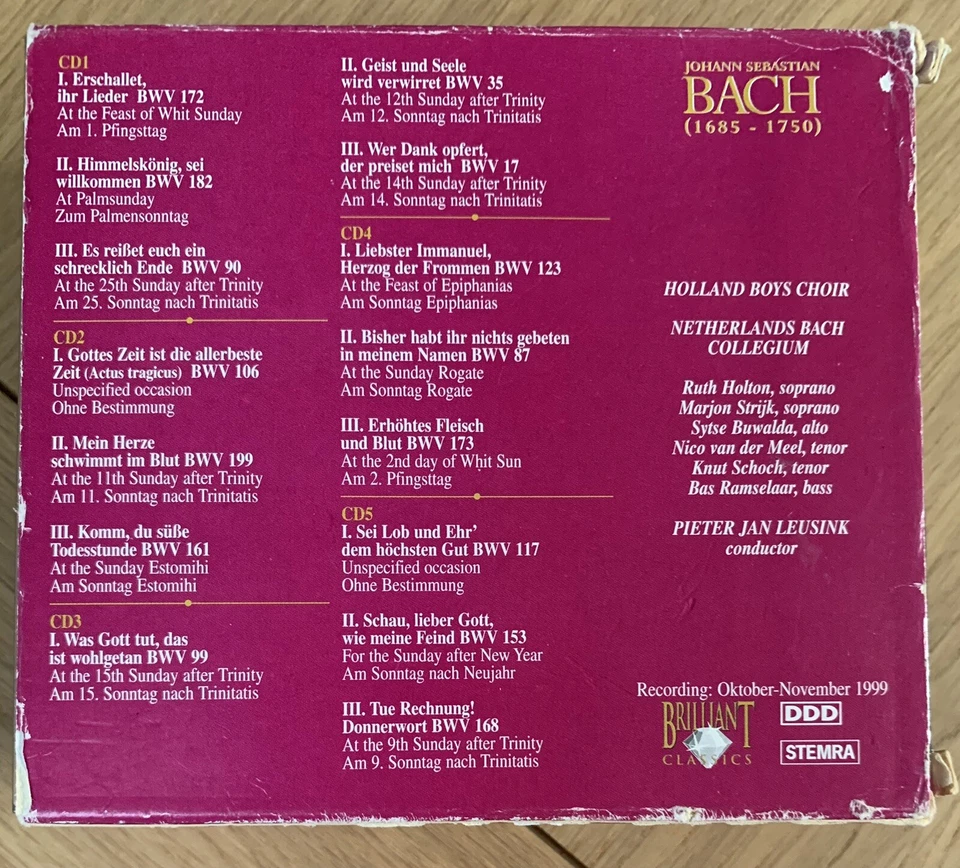 CD1
I. Erschallet,
ihr Lieder BWV 172
At the Feast of Whit Sunday
Am 1. Pfingsttag
II. Himmelskönig, sei
willkommen BWV 182
At Palmsunday
Zum Palmensonntag
III. Es reißet euch ein
schrecklich Ende BWV 90
At the 25th Sunday after Trinity
Am 25. Sonntag nach Trinitatis
CD2
I. Gottes Zeit ist die allerbeste
Zeit (Actus tragicus) BWV 106
Unspecified occasion
Ohne Bestimmung
II. Mein Herze
schwimmt im Blut BWV 199
At the 11th Sunday after Trinity
Am 11. Sonntag nach Trinitatis
III. Komm, du süße
Todesstunde BWV 161
At the Sunday Estomihi
Am Sonntag Estomihi
CD3
I. Was Gott tut, das
ist wohlgetan BWV 99
At the 15th Sunday after Trinity
Am 15. Sonntag nach Trinitatis
II. Geist und Seele
wird verwirret BWV 35
At the 12th Sunday after Trinity
Am 12. Sonntag nach Trinitatis
III. Wer Dank opfert,
der preiset mich BWV 17
At the 14th Sunday after Trinity
Am 14. Sonntag nach Trinitatis
CD4
I. Liebster Immanuel,
Herzog der Frommen BWV 123
At the Feast of Epiphanias
Am Sonntag Epiphanias
II. Bisher habt ihr nichts gebeten
in meinem Namen BWV 87
At the Sunday Rogate
Am Sonntag Rogate
III. Erhöhtes Fleisch
und Blut BWV 173
At the 2nd day of Whit Sun
Am 2. Pfingsttag
CD5
I. Sei Lob und Ehr'
dem höchsten Gut BWV 117
Unspecified occasion
Ohne Bestimmung
II. Schau, lieber Gott,
wie meine Feind BWV 153
For the Sunday after New Year
Am Sonntag nach Neujahr
III. Tue Rechnung!
Donnerwort BWV 168
At the 9th Sunday after Trinity
Am 9. Sonntag nach Trinitatis
JOHANN SEBASTIAN
BACH
(1685 - 1750)
HOLLAND BOYS CHOIR
NETHERLANDS BACH
COLLEGIUM
Ruth Holton, soprano
Marjon Strijk, soprano
Sytse Buwalda, alto
Nico van der Meel, tenor
Knut Schoch, tenor
Bas Ramselaar, bass
PIETER JAN LEUSINK
conductor
Recording: Oktober-November 1999
BRILLIANT
CLASSICS
DDD
STEMRA